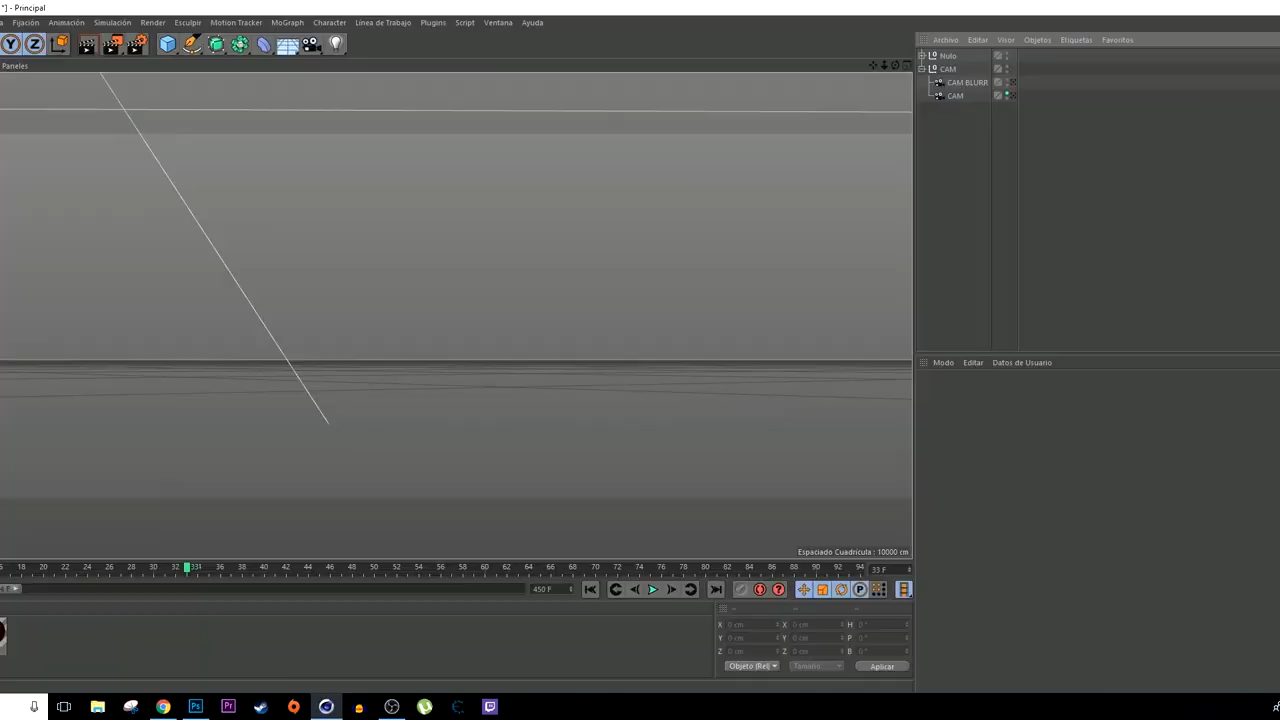 *] - Principal
a Fijación Animación Simulación Render Esculpir Motion Tracker MoGraph Character Línea de Trabajo Plugins Script Ventana Ayuda
Y Z
Archivo Editar Visor Objetos Etiquetas Favoritos
Nulo
CAM
CAM BLURR
CAM
Paneles
Modo Editar Datos de Usuario
Espaciado Cuadrícula : 10000 cm
18 20 22 24 26 28 30 32 331 36 38 40 42 44 46 48 50 52 54 56 58 60 62 64 66 68 70 72 74 76 78 80 82 84 86 88 90 92 94 33 F
450 F
P
X 0 cm X 0 cm H 0 °
Y 0 cm Y 0 cm P 0 °
Z 0 cm Z 0 cm B 0 °
Objeto (Rel) Tamaño Aplicar
Ps Pr